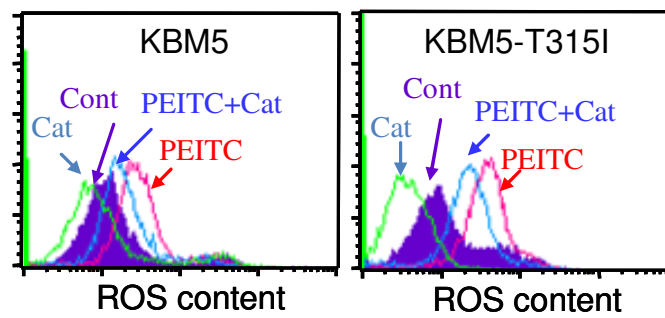 KBM5
Cont
PEITC+Cat
Cat
PEITC
ROS content
KBM5-T315I
Cont
PEITC+Cat
Cat
PEITC
ROS content